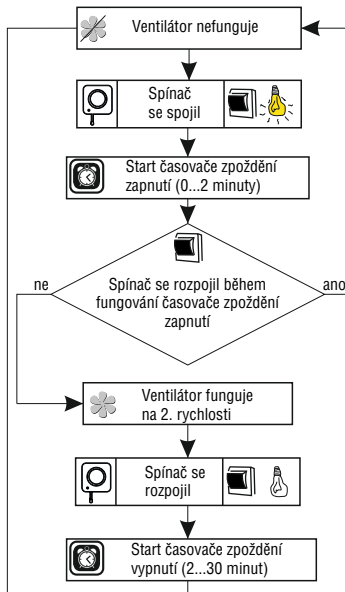 Ventilátor nefunguje
Spínač
se spojil
Start časovače zpoždění
zapnutí (0...2 minuty)
ne
ano
Spínač se rozpojil během
fungování časovače zpoždění
zapnutí
Ventilátor funguje
na 2. rychlosti
Spínač se
rozpojil
Start časovače zpoždění
vypnutí (2...30 minut)